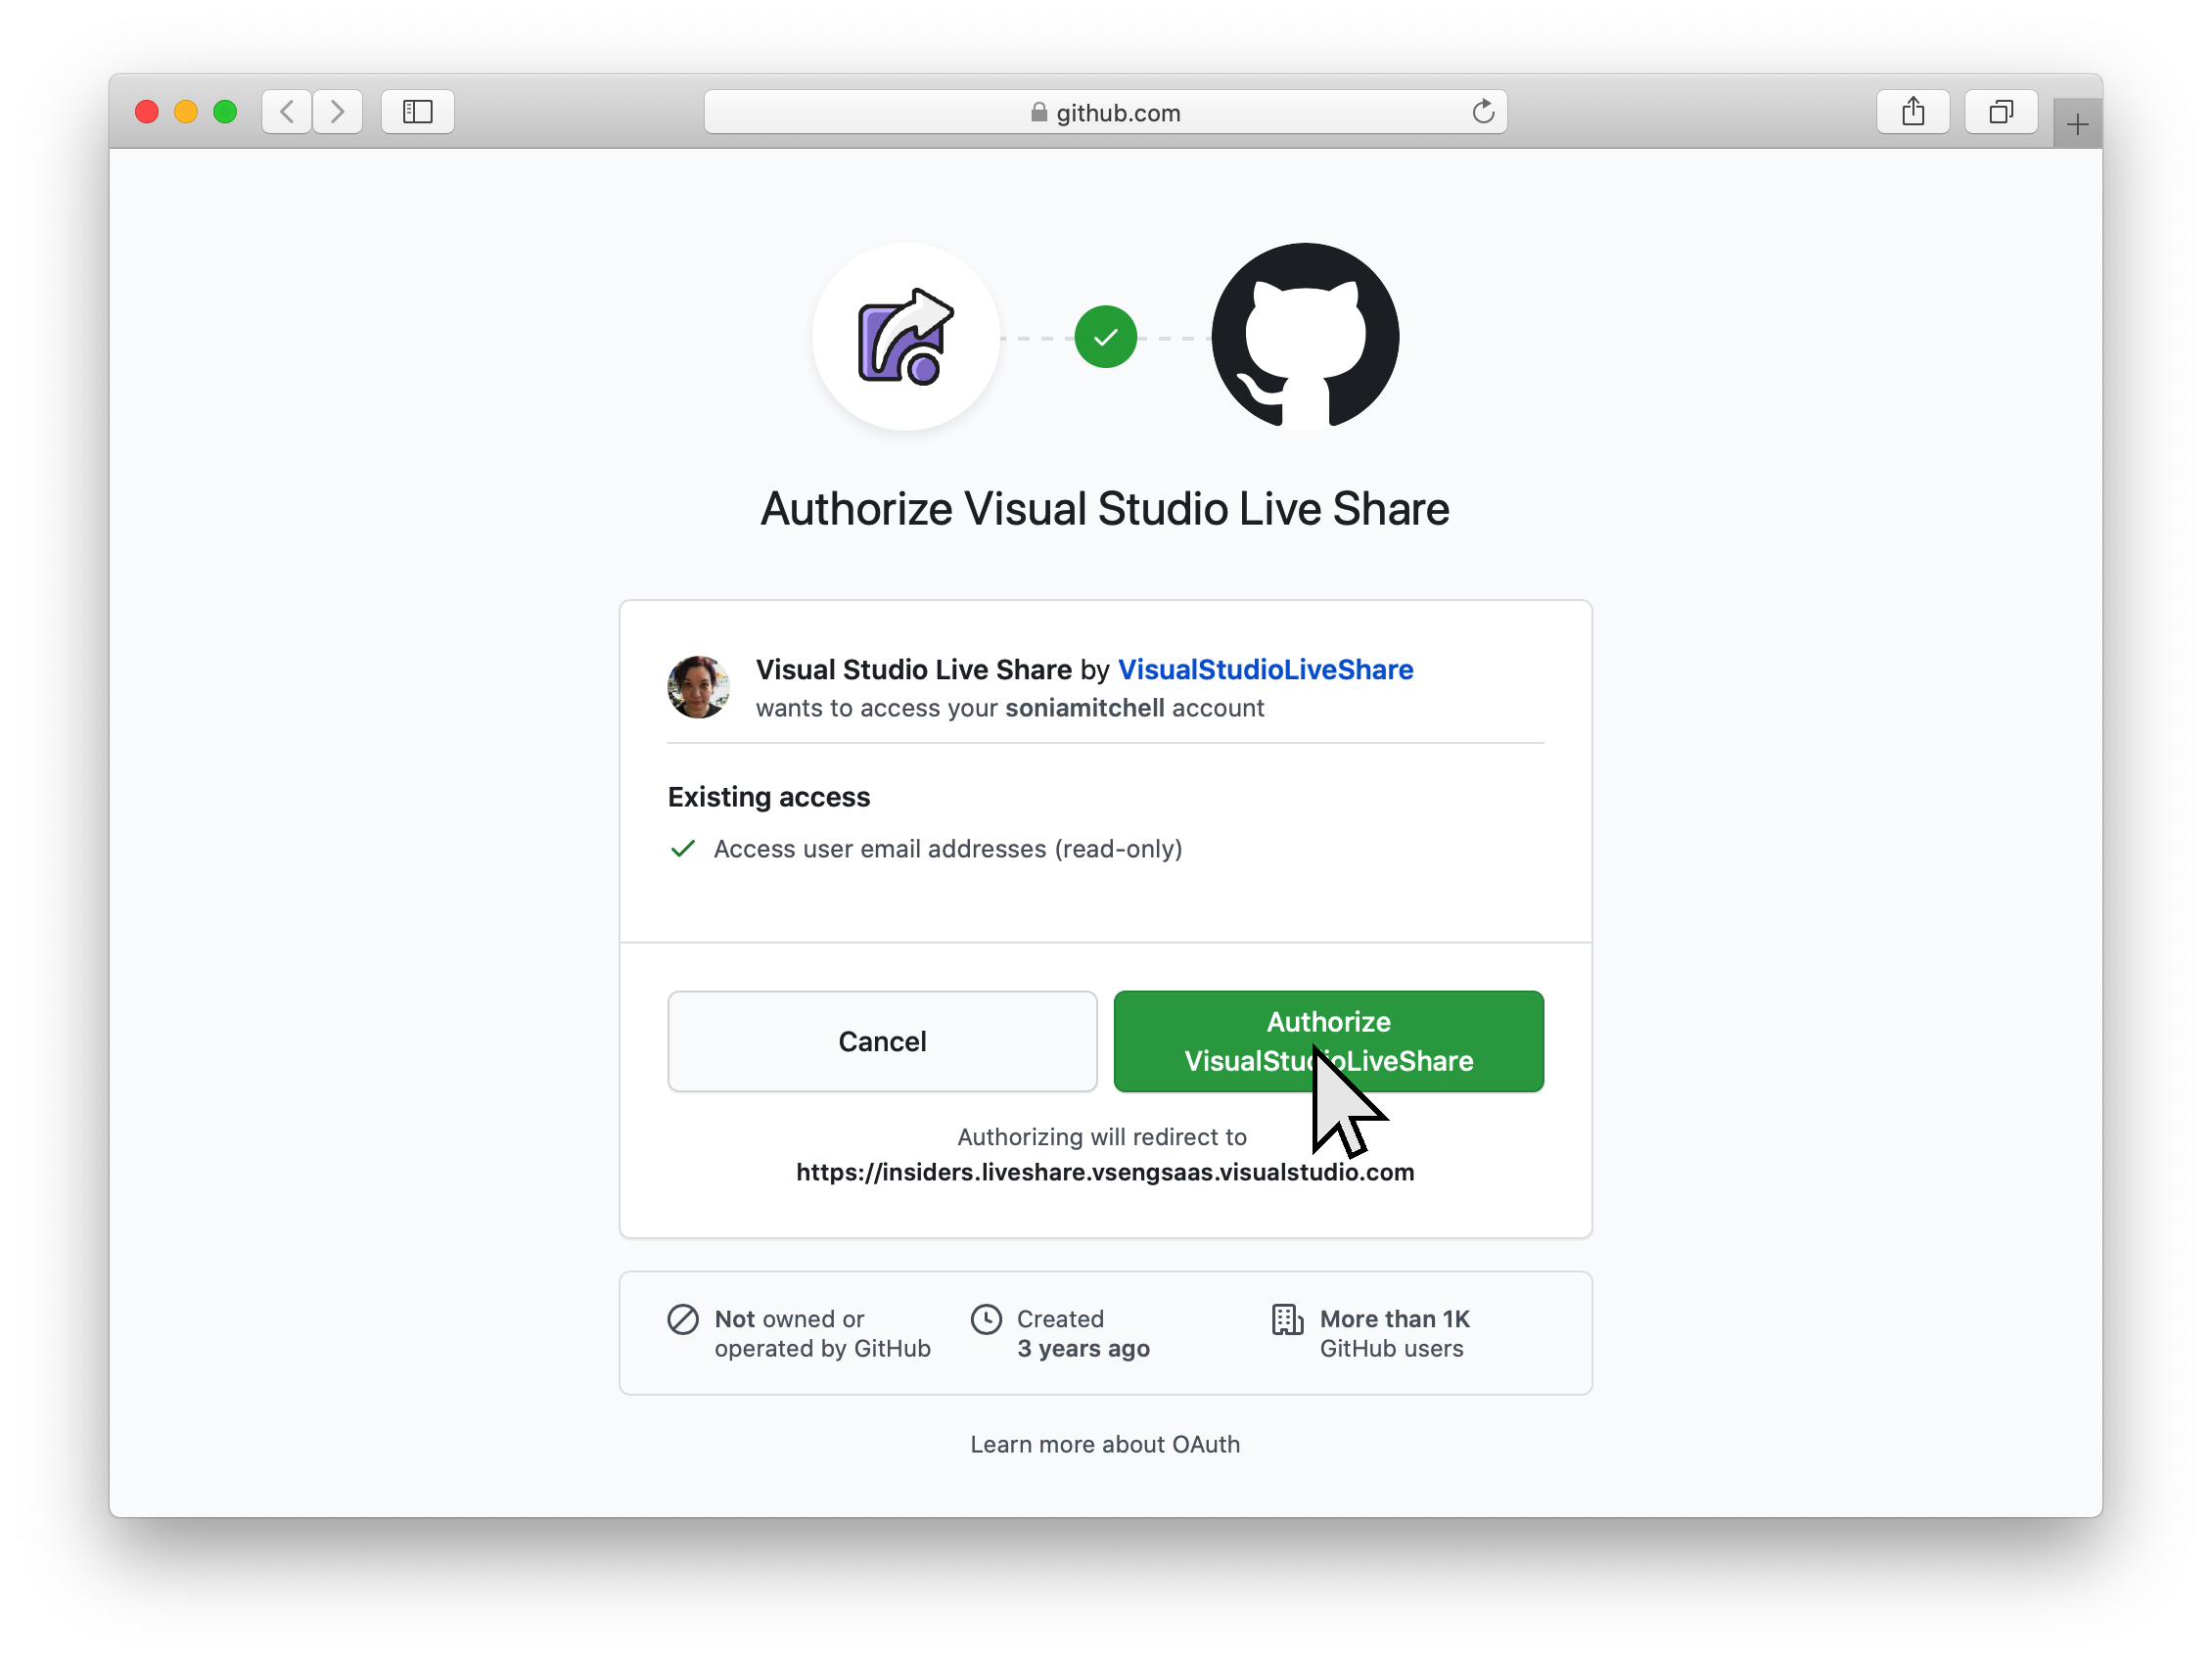 github.com
Authorize Visual Studio Live Share
Visual Studio Live Share by VisualStudioLiveShare
wants to access your soniamitchell account
Existing access
Access user email addresses (read-only)
Cancel
Authorize
VisualStudioLiveShare
Authorizing will redirect to
https://insiders.liveshare.vsengsaas.visualstudio.com
Not owned or
operated by GitHub
Created
3 years ago
More than 1K
GitHub users
Learn more about OAuth